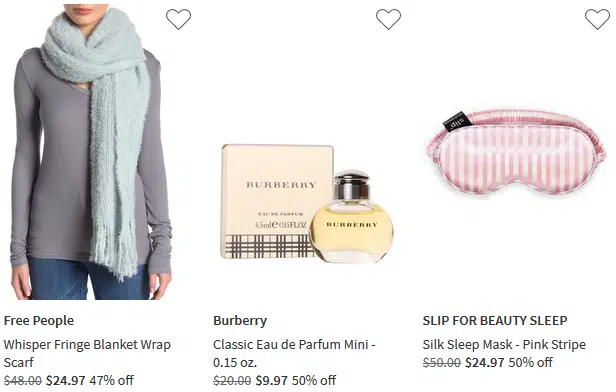 BURBERRY
EAU DE PARFUM
4.5ml e 0.15FL.OZ
BURBERRY
slip
Free People
Whisper Fringe Blanket Wrap
Scarf
$48.00 $24.97 47% off
Burberry
Classic Eau de Parfum Mini -
0.15 oz.
$20.00 $9.97 50% off
SLIP FOR BEAUTY SLEEP
Silk Sleep Mask - Pink Stripe
$50.00 $24.97 50% off